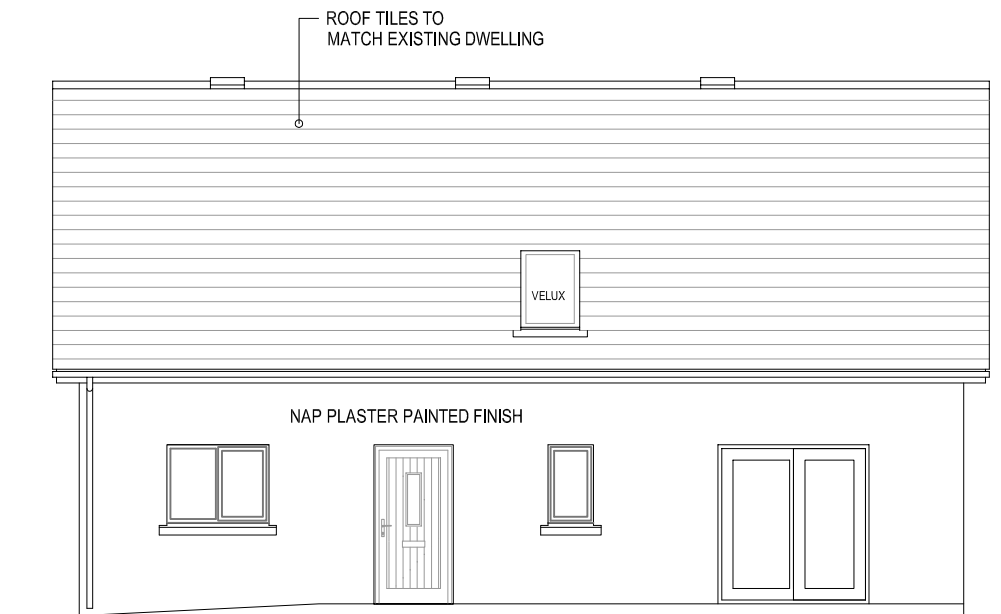 ROOF TILES TO
MATCH EXISTING DWELLING
VELUX
NAP PLASTER PAINTED FINISH